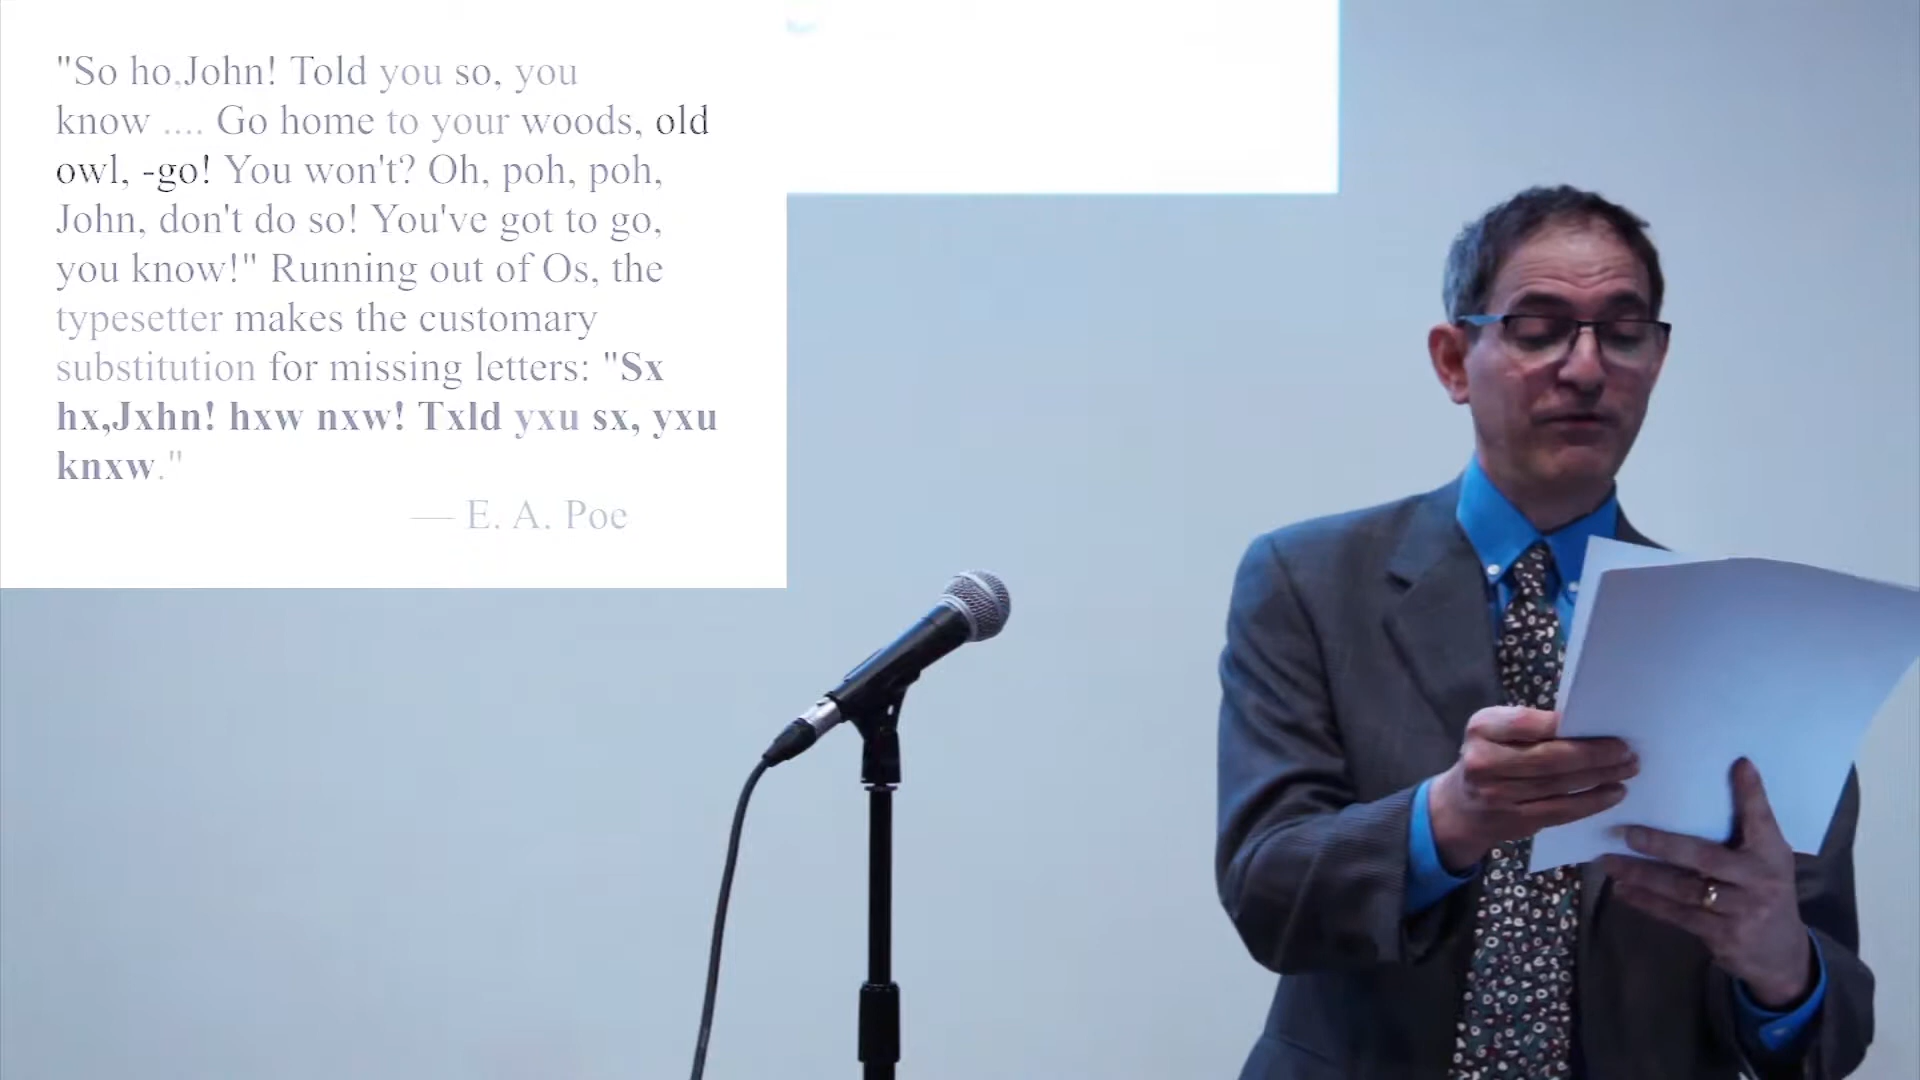 "So ho,John! Told you so, you
know .... Go home to your woods, old
owl, -go! You won't? Oh, poh, poh,
John, don't do so! You've got to go,
you know!" Running out of Os, the
typesetter makes the customary
substitution for missing letters: "Sx
hx,Jxhn! hxw nxw! Txld yxu sx, yxu
knxw."
— E. A. Poe